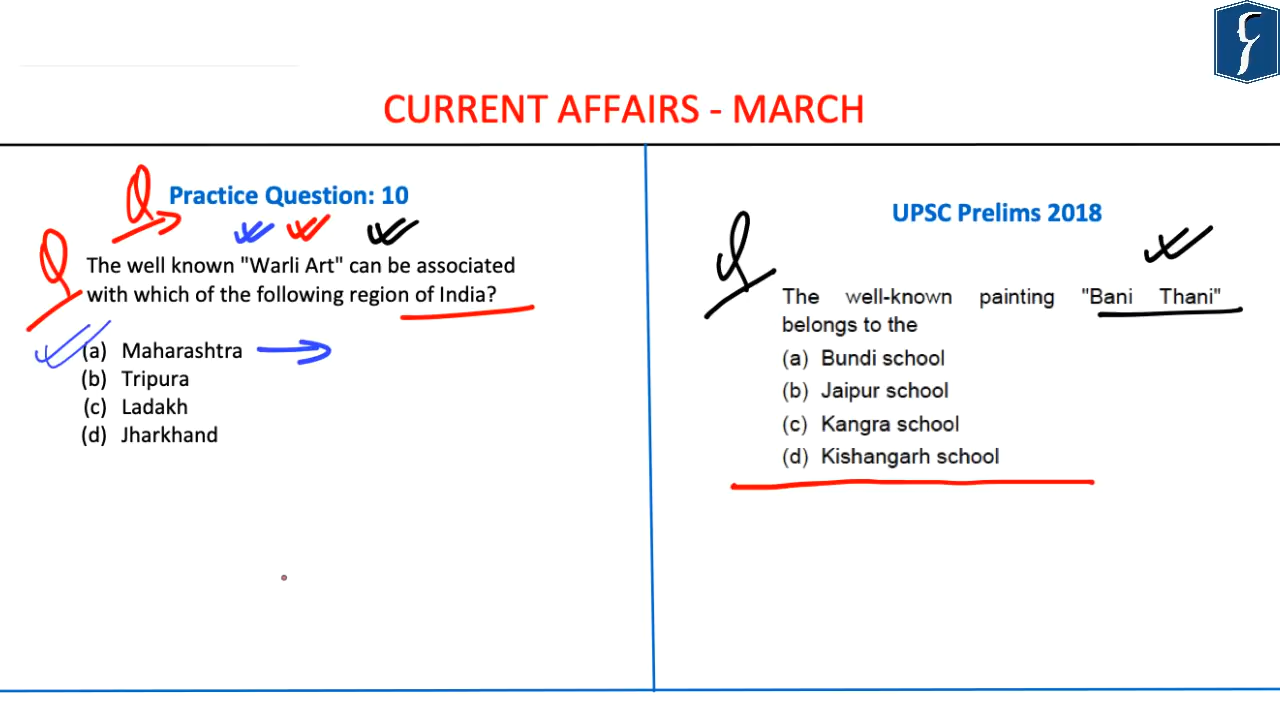 CURRENT AFFAIRS - MARCH
Q
Practice Question: 10
Q
The well known "Warli Art" can be associated
with which of the following region of India?
(a) Maharashtra
(b) Tripura
(c) Ladakh
(d) Jharkhand
UPSC Prelims 2018
Q
The well-known painting "Bani Thani"
belongs to the
(a) Bundi school
(b) Jaipur school
(c) Kangra school
(d) Kishangarh school